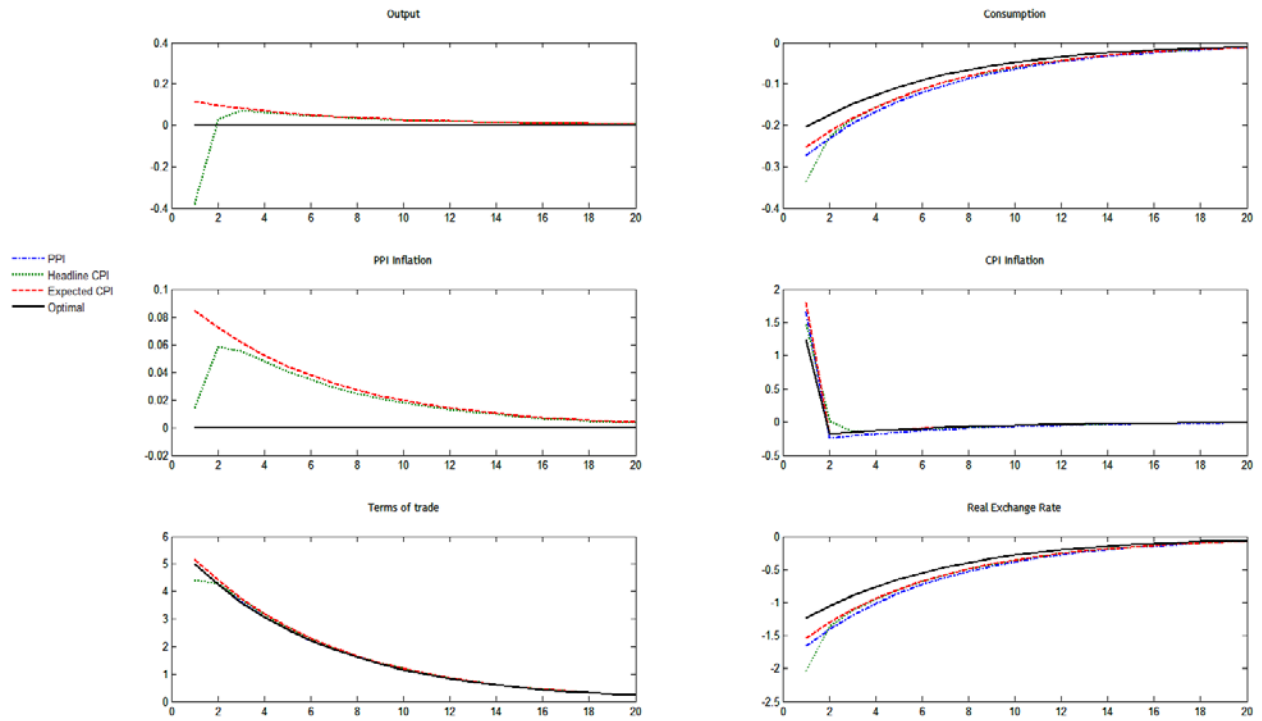 Output
0.4
0.2
0
-0.2
-0.4
0 2 4 6 8 10 12 14 16 18 20
Consumption
0
-0.1
-0.2
-0.3
-0.4
0 2 4 6 8 10 12 14 16 18 20
PPI
Headline CPI
Expected CPI
Optimal
PPI Inflation
0.1
0.08
0.06
0.04
0.02
0
-0.02
0 2 4 6 8 10 12 14 16 18 20
CPI Inflation
2
1.5
1
0.5
0
-0.5
0 2 4 6 8 10 12 14 16 18 20
Terms of trade
6
5
4
3
2
1
0
0 2 4 6 8 10 12 14 16 18 20
Real Exchange Rate
0
-0.5
-1
-1.5
-2
-2.5
0 2 4 6 8 10 12 14 16 18 20